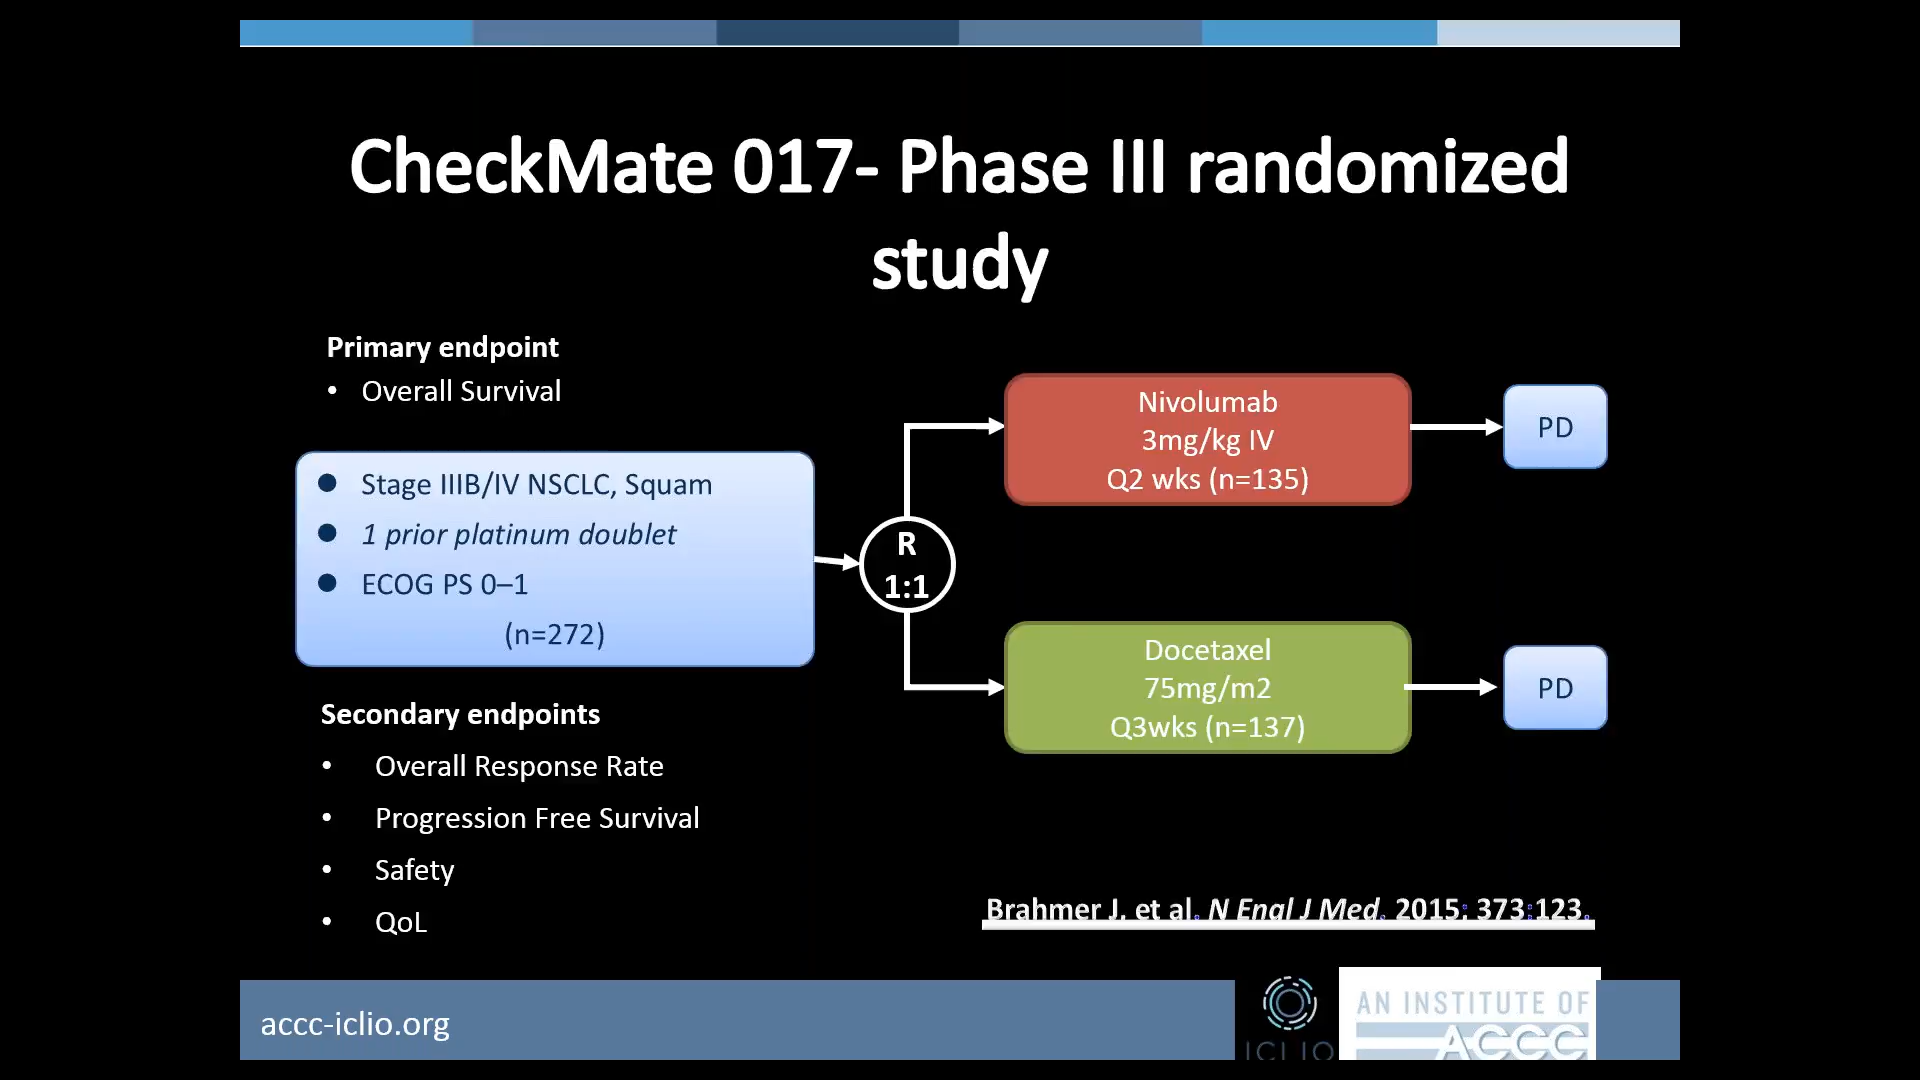 CheckMate 017- Phase III randomized
study
Primary endpoint
• Overall Survival
● Stage IIIB/IV NSCLC, Squam
● 1 prior platinum doublet
● ECOG PS 0–1
(n=272)
Secondary endpoints
• Overall Response Rate
• Progression Free Survival
• Safety
• QoL
R
1:1
Nivolumab
3mg/kg IV
Q2 wks (n=135)
PD
Docetaxel
75mg/m2
Q3wks (n=137)
PD
Brahmer J. et al. N Engl J Med. 2015; 373:123.
accc-iclio.org
ICLIO
AN INSTITUTE OF
ACCC